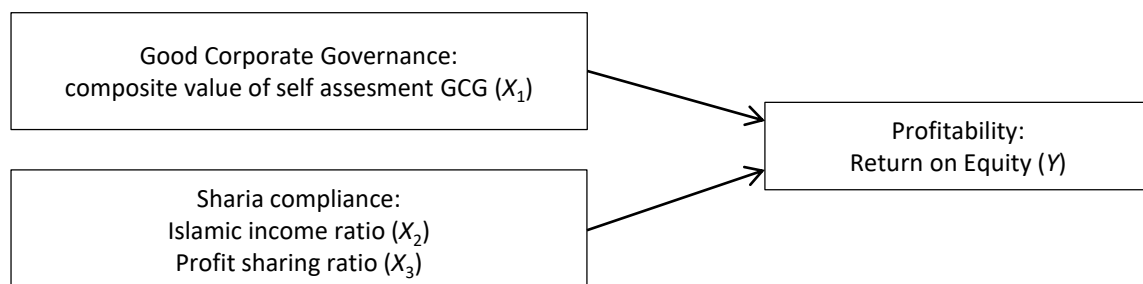 Good Corporate Governance:
composite value of self assesment GCG (X₁)
Profitability:
Return on Equity (Y)
Sharia compliance:
Islamic income ratio (X₂)
Profit sharing ratio (X₃)